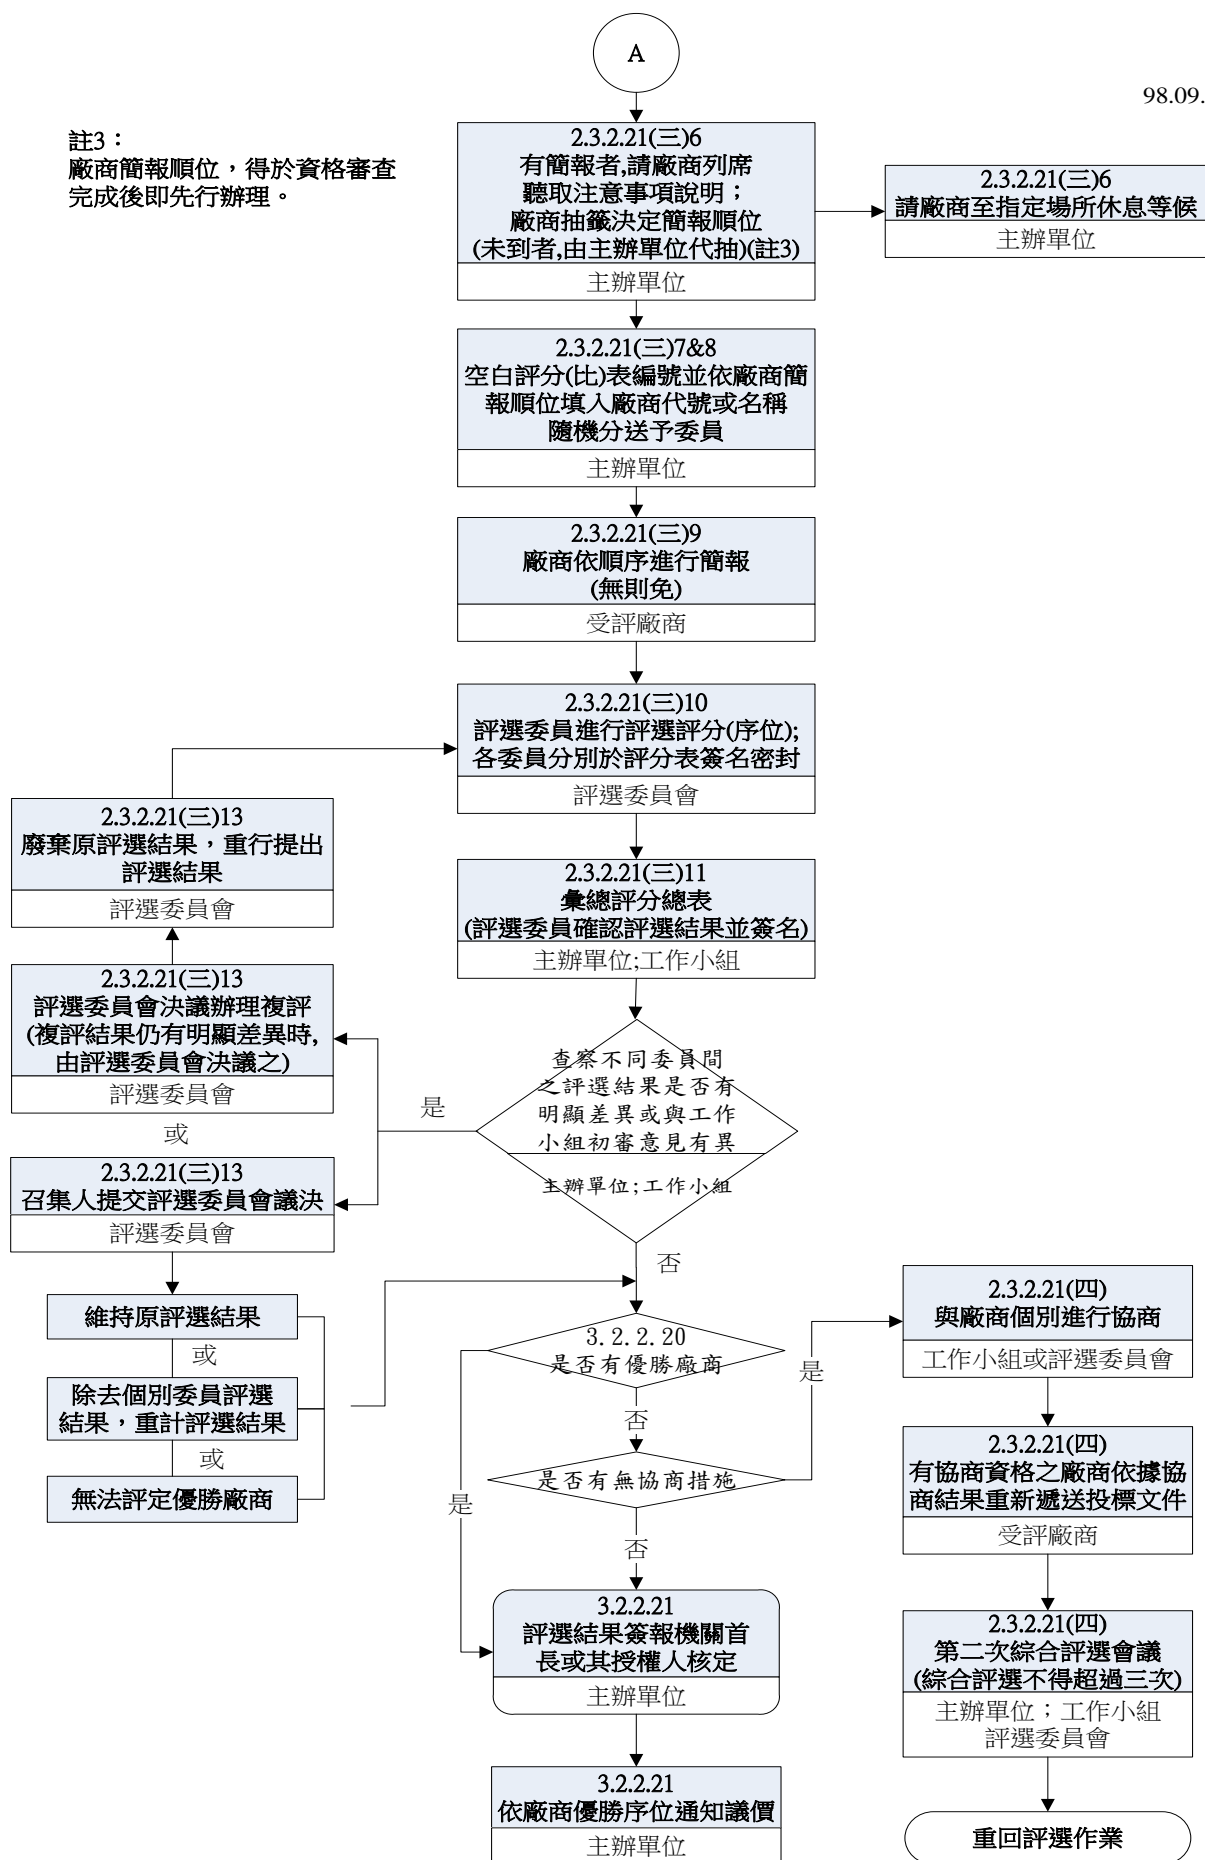 A
98.09.
註3：
廠商簡報順位，得於資格審查
完成後即先行辦理。
2.3.2.21(三)6
有簡報者,請廠商列席
聽取注意事項說明；
廠商抽籤決定簡報順位
(未到者,由主辦單位代抽)(註3)
主辦單位
2.3.2.21(三)6
請廠商至指定場所休息等候
主辦單位
2.3.2.21(三)7&8
空白評分(比)表編號並依廠商簡
報順位填入廠商代號或名稱
隨機分送予委員
主辦單位
2.3.2.21(三)9
廠商依順序進行簡報
(無則免)
受評廠商
2.3.2.21(三)10
評選委員進行評選評分(序位);
各委員分別於評分表簽名密封
評選委員會
2.3.2.21(三)13
廢棄原評選結果，重行提出
評選結果
評選委員會
2.3.2.21(三)11
彙總評分總表
(評選委員確認評選結果並簽名)
主辦單位;工作小組
2.3.2.21(三)13
評選委員會決議辦理複評
(複評結果仍有明顯差異時,
由評選委員會決議之)
評選委員會
或
是
查察不同委員間
之評選結果是否有
明顯差異或與工作
小組初審意見有異
主辦單位;工作小組
2.3.2.21(三)13
召集人提交評選委員會議決
評選委員會
否
維持原評選結果
或
除去個別委員評選
結果，重計評選結果
或
無法評定優勝廠商
3.2.2.20
是否有優勝廠商
是
否
是否有無協商措施
是
否
2.3.2.21(四)
與廠商個別進行協商
工作小組或評選委員會
2.3.2.21(四)
有協商資格之廠商依據協
商結果重新遞送投標文件
受評廠商
3.2.2.21
評選結果簽報機關首
長或其授權人核定
主辦單位
2.3.2.21(四)
第二次綜合評選會議
(綜合評選不得超過三次)
主辦單位；工作小組
評選委員會
3.2.2.21
依廠商優勝序位通知議價
主辦單位
重回評選作業